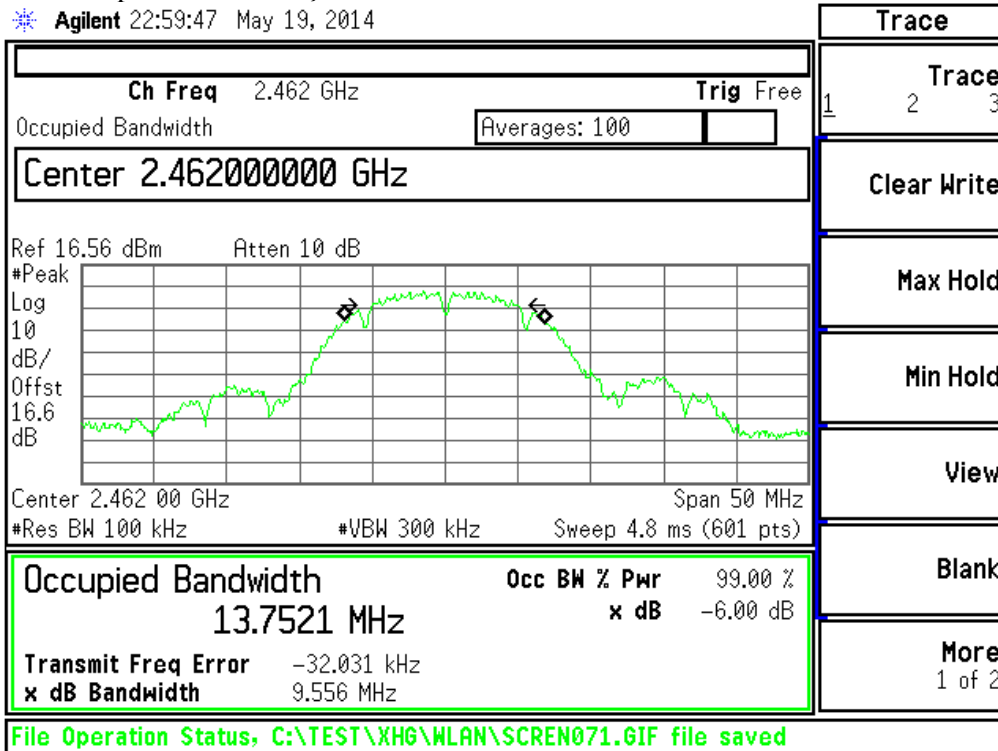 Agilent 22:59:47 May 19, 2014
Trace
Ch Freq 2.462 GHz Trig Free
Occupied Bandwidth Averages: 100
Center 2.462000000 GHz
Ref 16.56 dBm Atten 10 dB
#Peak
Log
10
dB/
Offst
16.6
dB
Center 2.462 00 GHz Span 50 MHz
#Res BW 100 kHz #VBW 300 kHz Sweep 4.8 ms (601 pts)
Occupied Bandwidth Occ BW % Pwr 99.00 %
13.7521 MHz x dB -6.00 dB
Transmit Freq Error -32.031 kHz
x dB Bandwidth 9.556 MHz
File Operation Status, C:\TEST\XHG\WLAN\SCREN071.GIF file saved
Trace
1 2 3
Clear Write
Max Hold
Min Hold
View
Blank
More
1 of 2